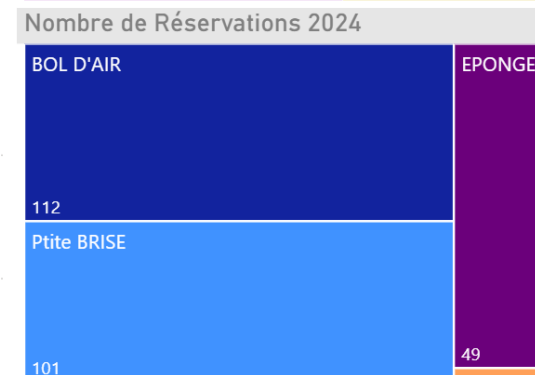 Nombre de Réservations 2024
BOL D'AIR
112
Ptite BRISE
101
EPONGE
49